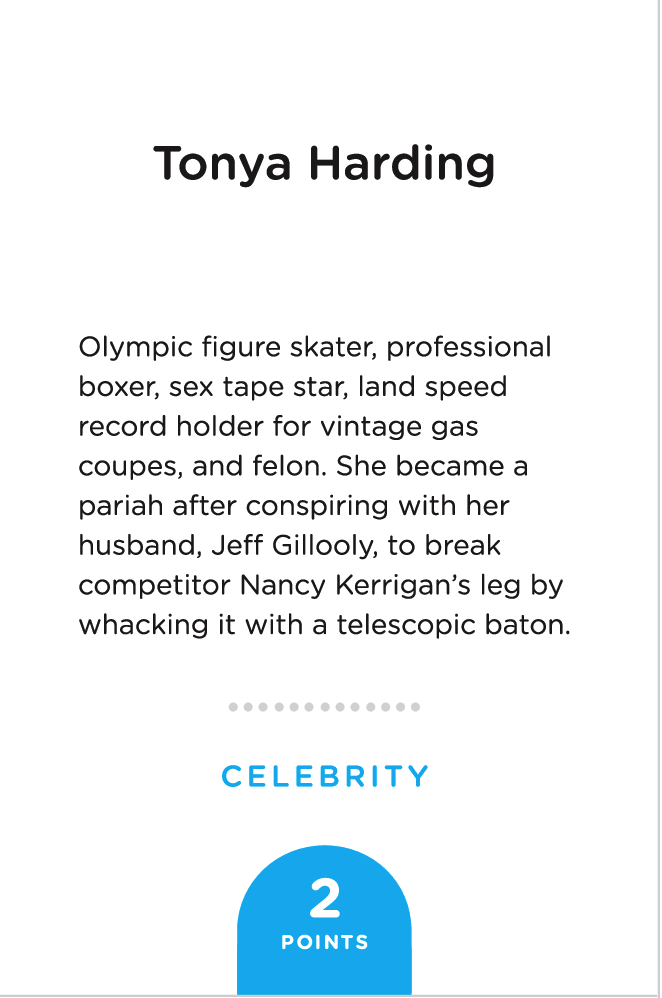 Tonya Harding
Olympic figure skater, professional
boxer, sex tape star, land speed
record holder for vintage gas
coupes, and felon. She became a
pariah after conspiring with her
husband, Jeff Gillooly, to break
competitor Nancy Kerrigan’s leg by
whacking it with a telescopic baton.
CELEBRITY
2
POINTS